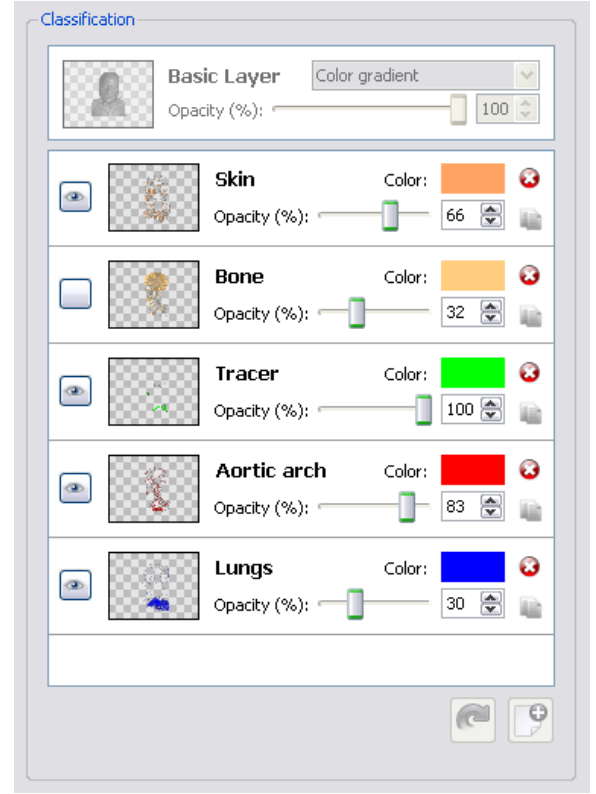 Classification
Basic Layer Color gradient
Opacity (%): 100
Skin Color:
Opacity (%): 66
Bone Color:
Opacity (%): 32
Tracer Color:
Opacity (%): 100
Aortic arch Color:
Opacity (%): 83
Lungs Color:
Opacity (%): 30